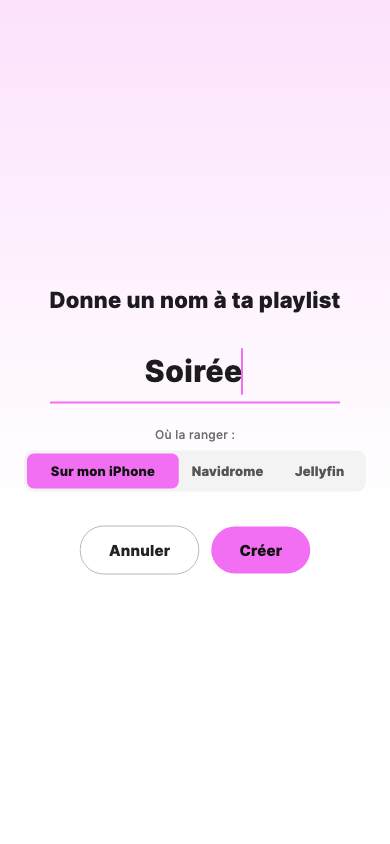 Donne un nom à ta playlist
Soirée
Où la ranger :
Sur mon iPhone Navidrome Jellyfin
Annuler Créer